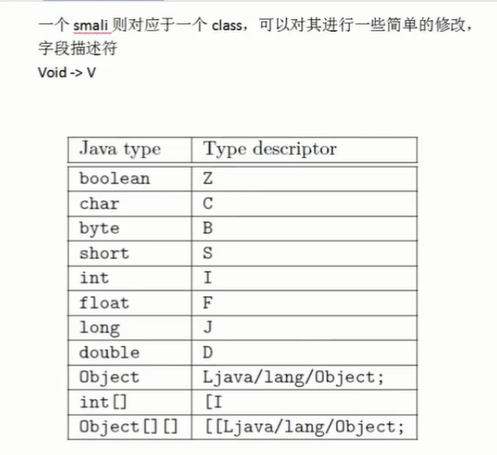 一个 smali 则对应于一个 class，可以对其进行一些简单的修改，
字段描述符
Void -> V
Java type Type descriptor
boolean Z
char C
byte B
short S
int I
float F
long J
double D
Object Ljava/lang/Object;
int[] [I
Object[][] [[Ljava/lang/Object;